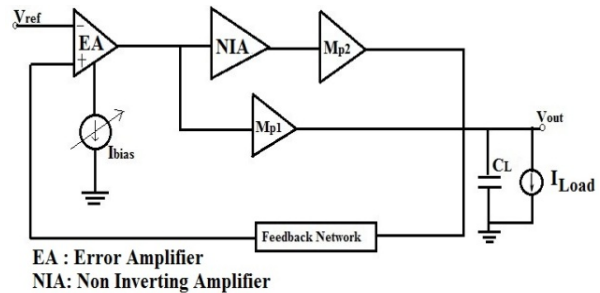 Vref
EA
NIA
Mp2
Mp1
Ibias
Vout
CL
ILoad
Feedback Network
EA : Error Amplifier
NIA: Non Inverting Amplifier